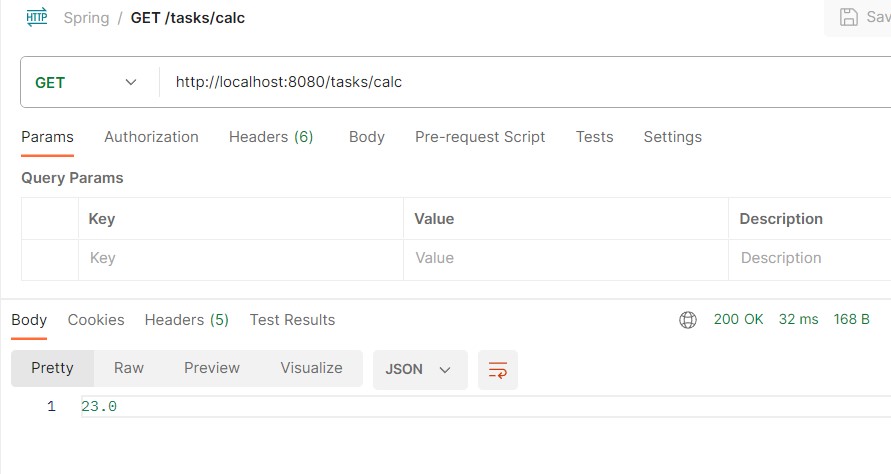 HTTP Spring / GET /tasks/calc Sav
GET http://localhost:8080/tasks/calc
Params Authorization Headers (6) Body Pre-request Script Tests Settings
Query Params
Key Value Description
Key Value Description
Body Cookies Headers (5) Test Results 200 OK 32 ms 168 B
Pretty Raw Preview Visualize JSON
1 23.0